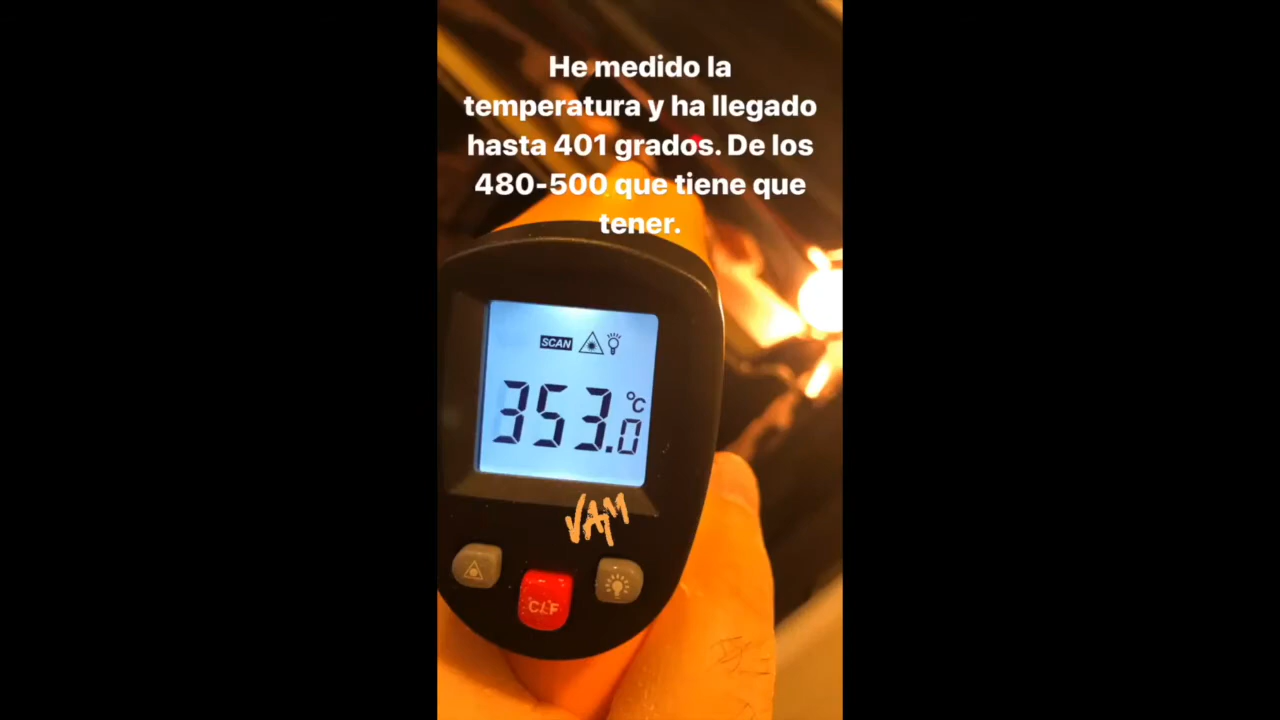 He medido la
temperatura y ha llegado
hasta 401 grados. De los
480-500 que tiene que
tener.
SCAN
353.0 °C
VAM
C/F